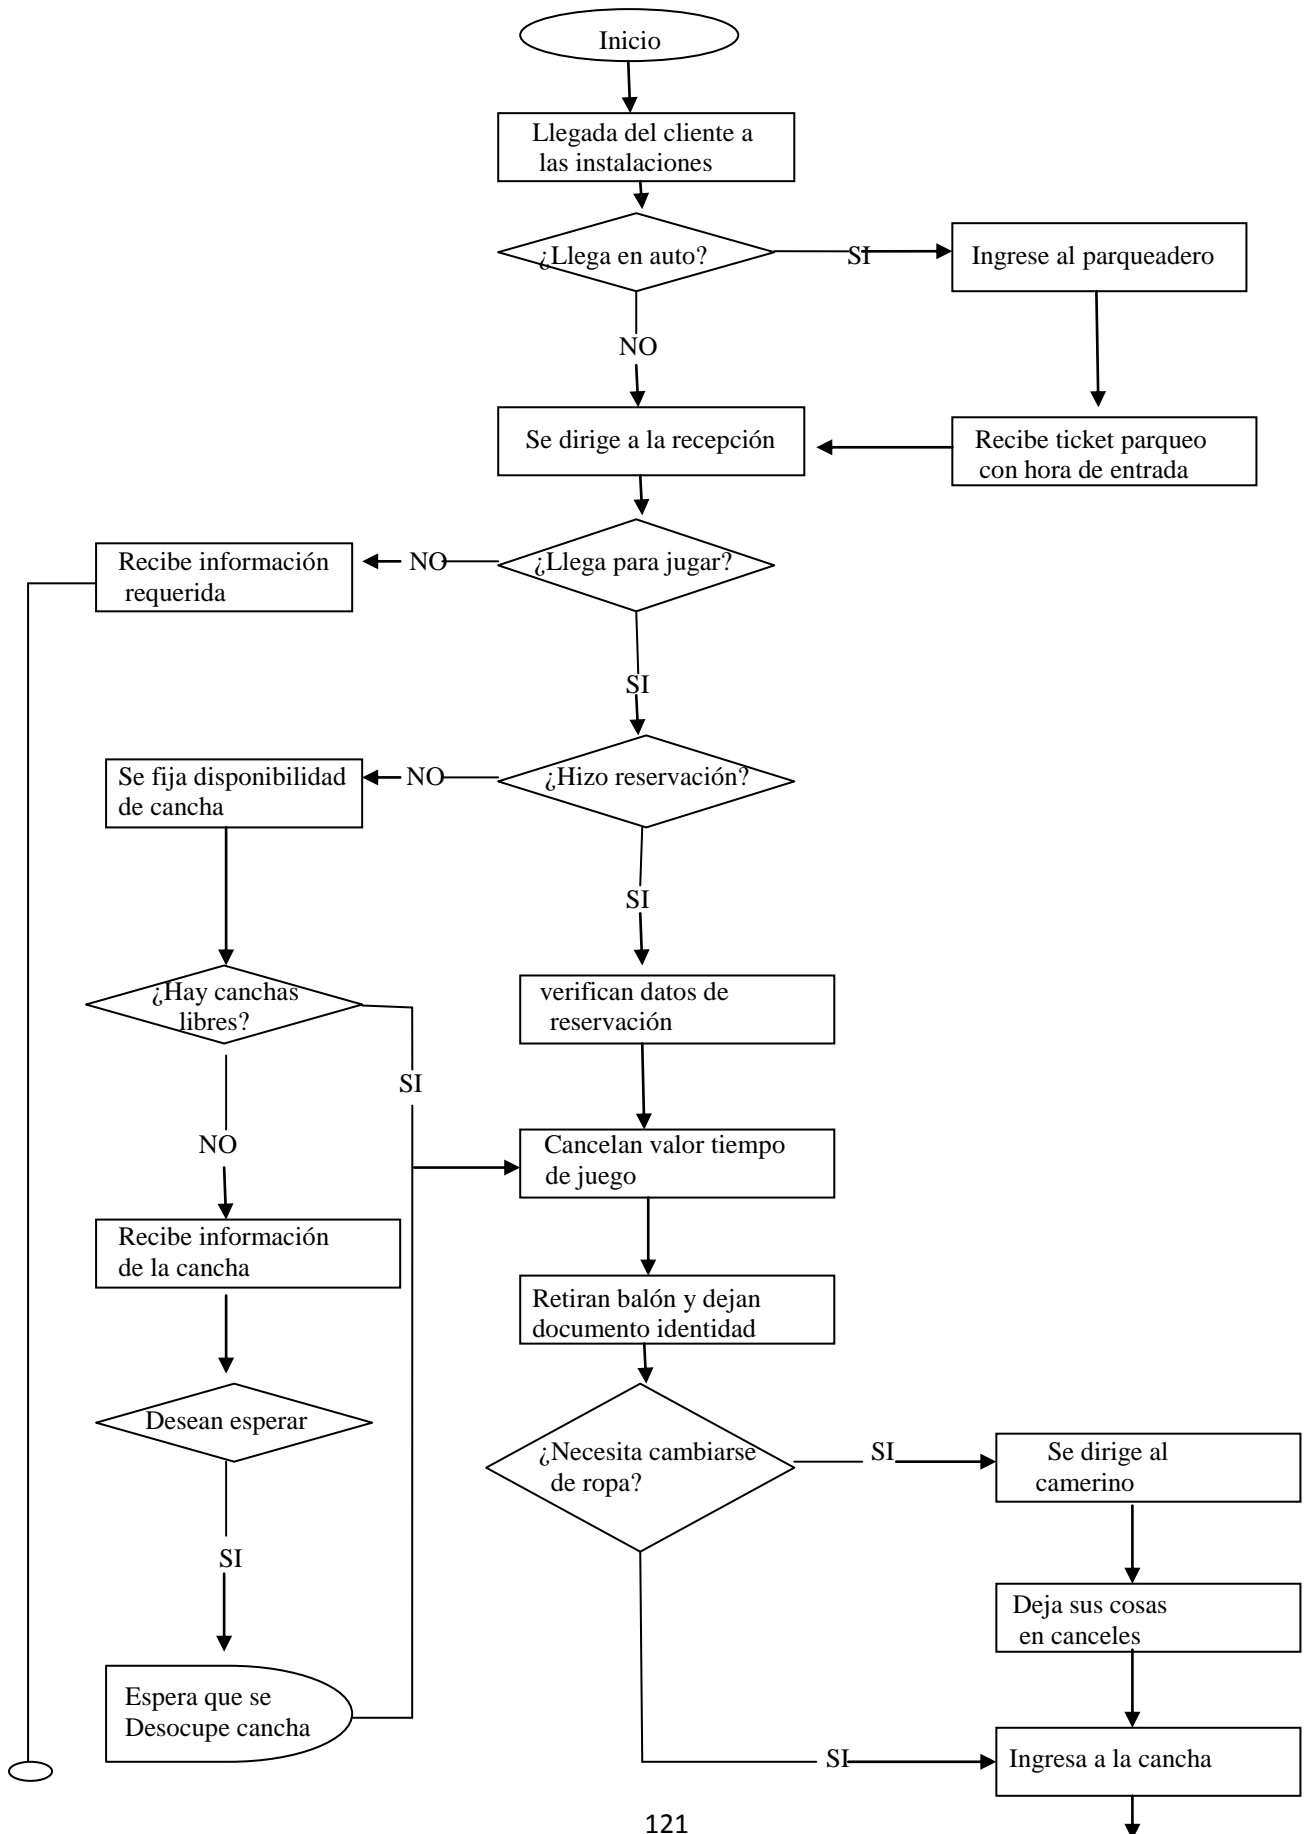 Inicio
Llegada del cliente a
las instalaciones
¿Llega en auto?
SI
Ingrese al parqueadero
NO
Se dirige a la recepción
Recibe ticket parqueo
con hora de entrada
Recibe información
requerida
NO
¿Llega para jugar?
SI
Se fija disponibilidad
de cancha
NO
¿Hizo reservación?
SI
¿Hay canchas
libres?
verifican datos de
reservación
SI
NO
Cancelan valor tiempo
de juego
Recibe información
de la cancha
Retiran balón y dejan
documento identidad
Desean esperar
¿Necesita cambiarse
de ropa?
SI
Se dirige al
camerino
SI
Deja sus cosas
en canceles
Espera que se
Desocupe cancha
SI
Ingresa a la cancha
121